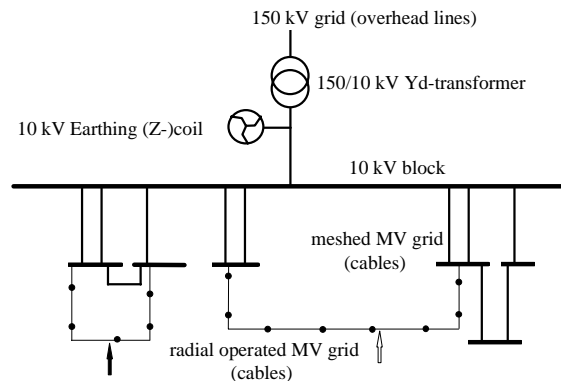 150 kV grid (overhead lines)
150/10 kV Yd-transformer
10 kV Earthing (Z-)coil
10 kV block
meshed MV grid
(cables)
radial operated MV grid
(cables)